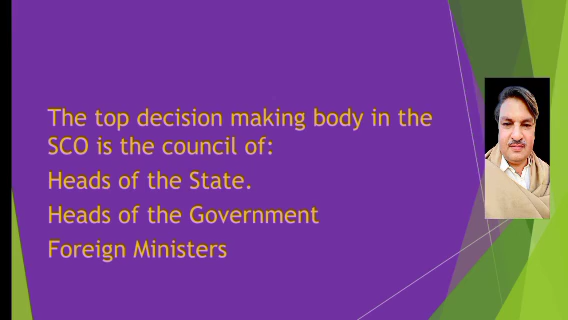 The top decision making body in the
SCO is the council of:
Heads of the State.
Heads of the Government
Foreign Ministers